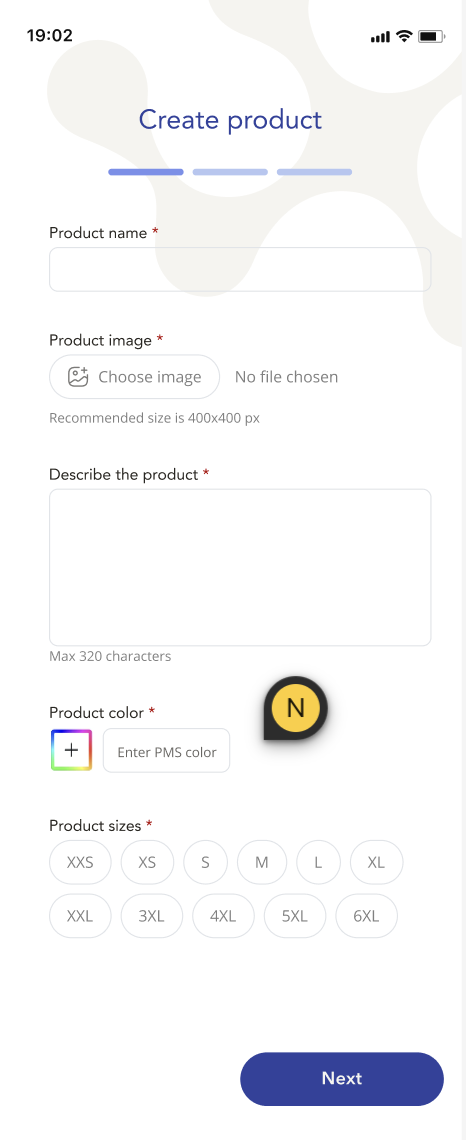 19:02
Create product
Product name *
Product image *
Choose image No file chosen
Recommended size is 400x400 px
Describe the product *
Max 320 characters
N
Product color *
+ Enter PMS color
Product sizes *
XXS XS S M L XL
XXL 3XL 4XL 5XL 6XL
Next